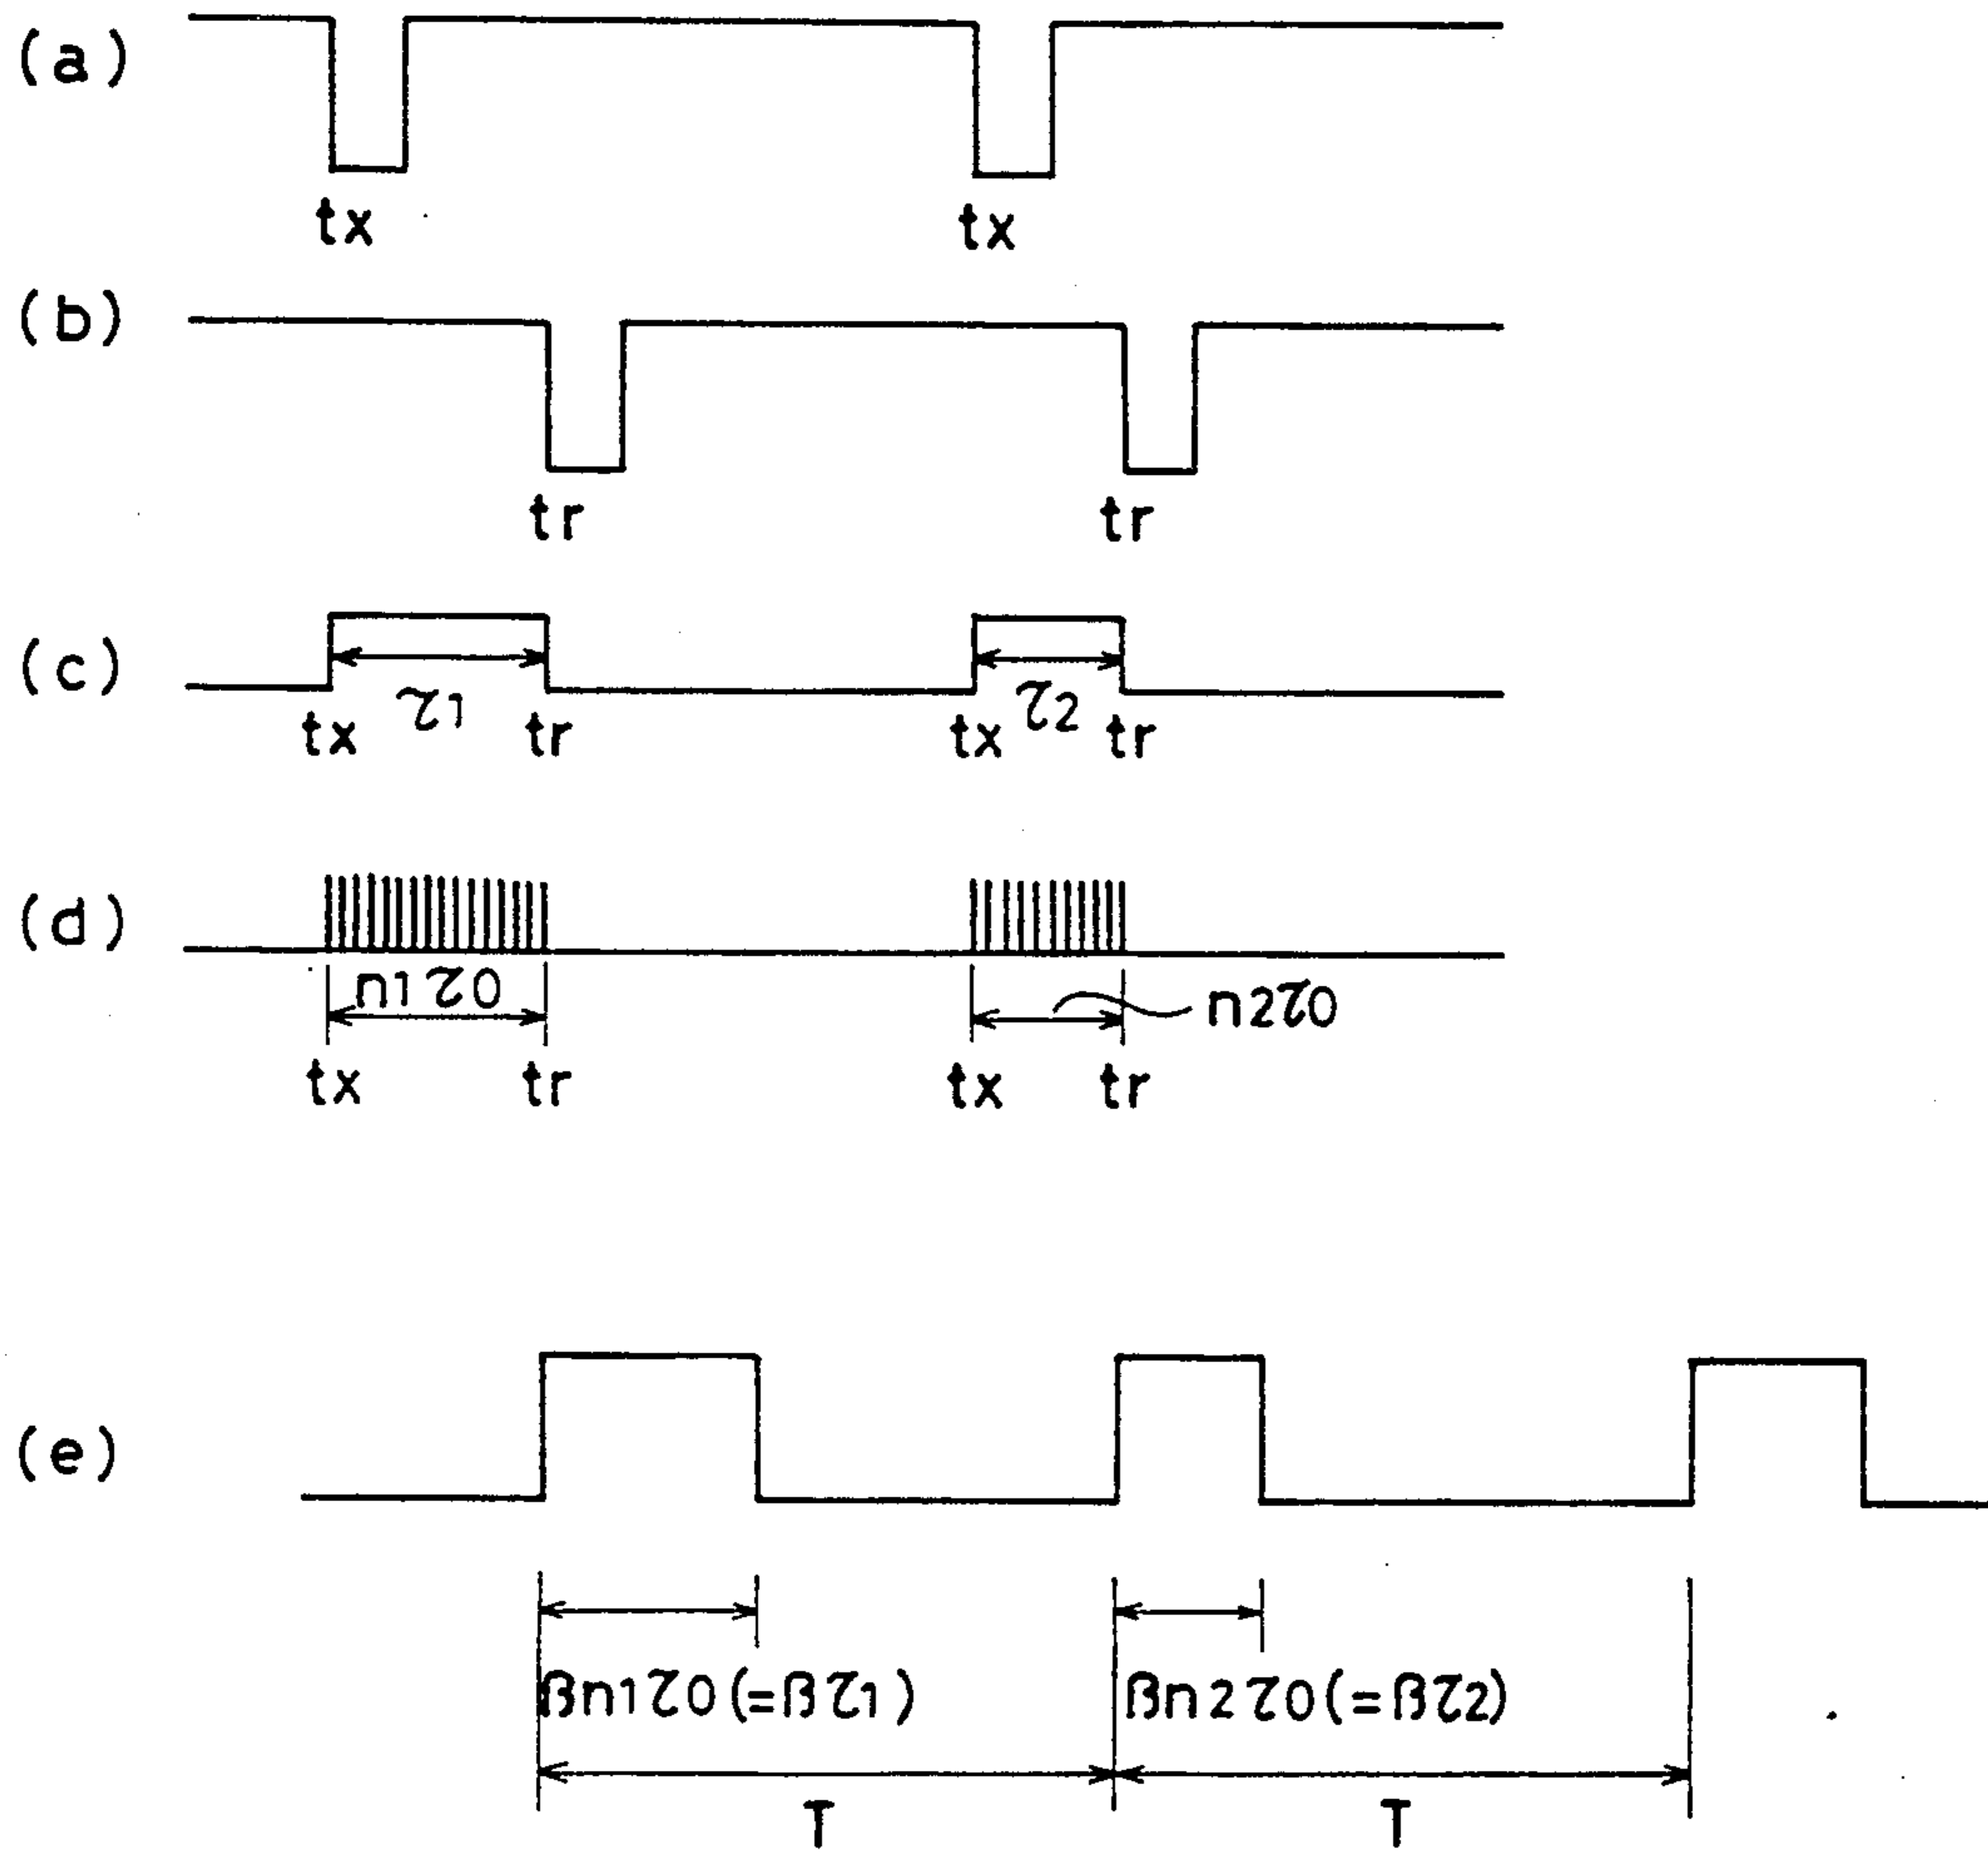 (a)
tx tx
(b)
tr tr
(c)
τ1 τ2
tx tr tx tr
(d)
n1τ0 n2τ0
tx tr tx tr
(e)
βn1τ0(=βτ1) βn2τ0(=βτ2)
T T